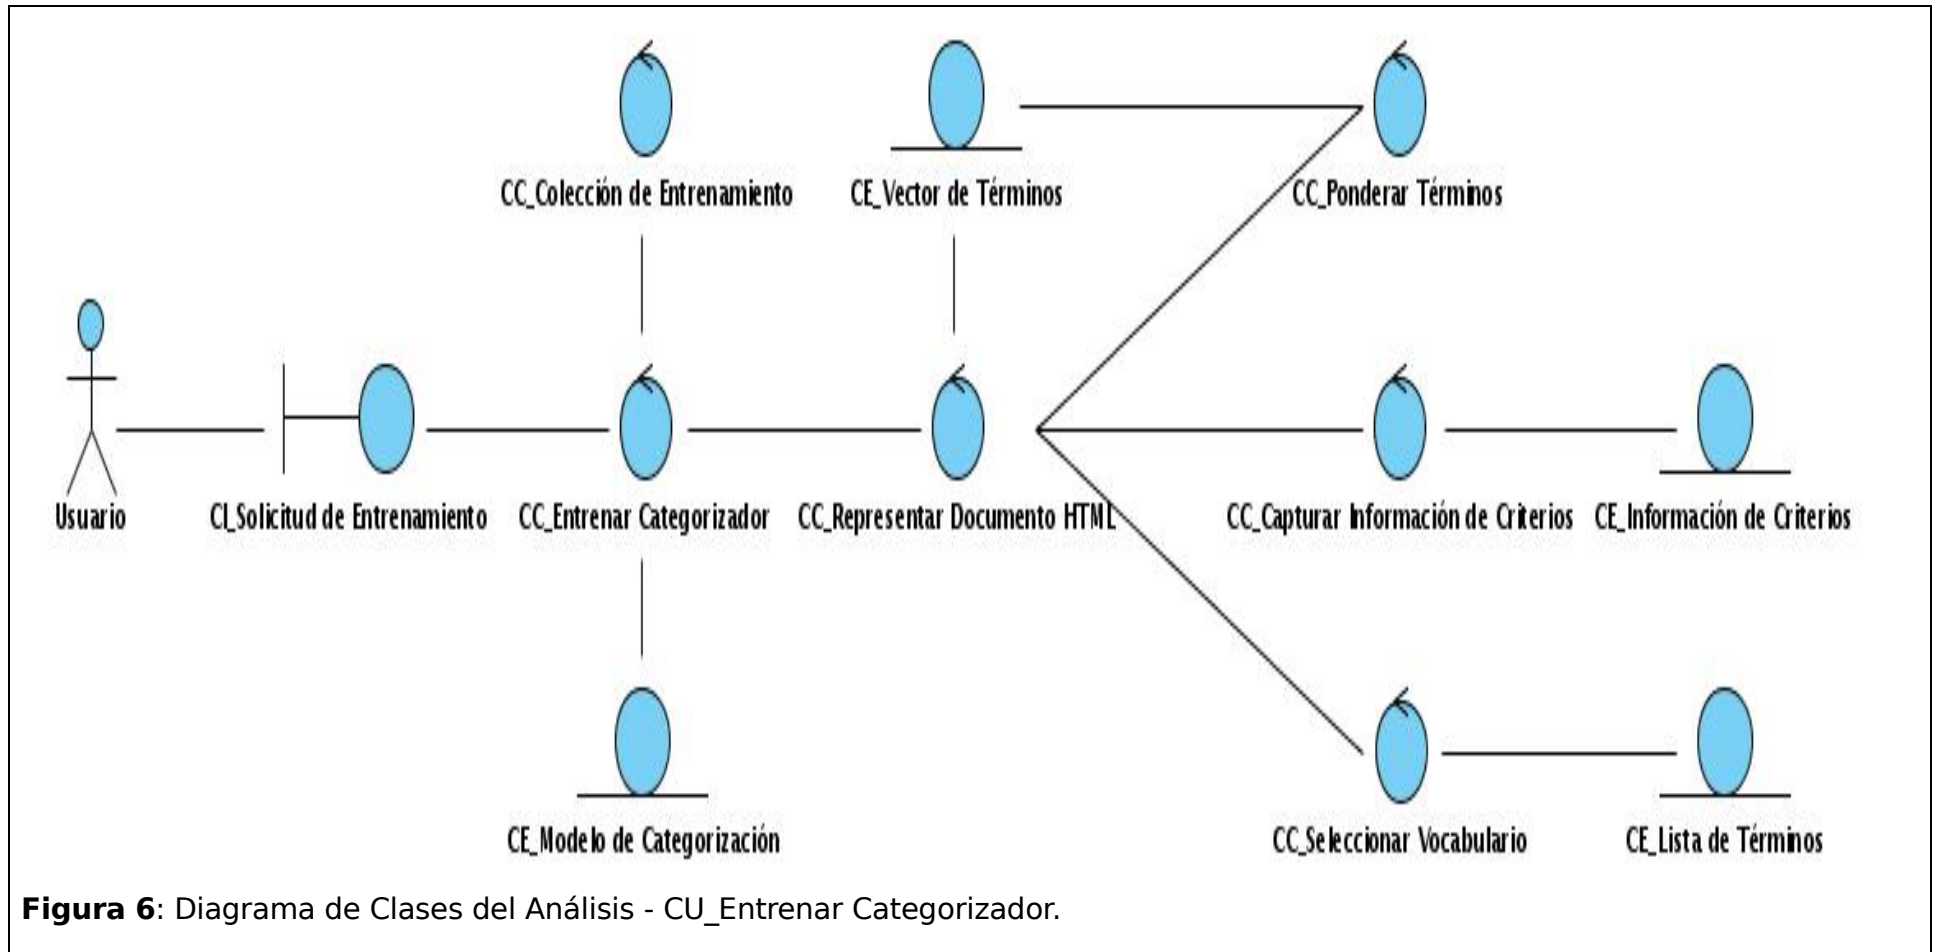 CC_Colección de Entrenamiento
CE_Vector de Términos
CC_Ponderar Términos
Usuario
CI_Solicitud de Entrenamiento
CC_Entrenar Categorizador
CC_Representar Documento HTML
CC_Capturar Información de Criterios
CE_Información de Criterios
CE_Modelo de Categorización
CC_Seleccionar Vocabulario
CE_Lista de Términos
Figura 6: Diagrama de Clases del Análisis - CU_Entrenar Categorizador.